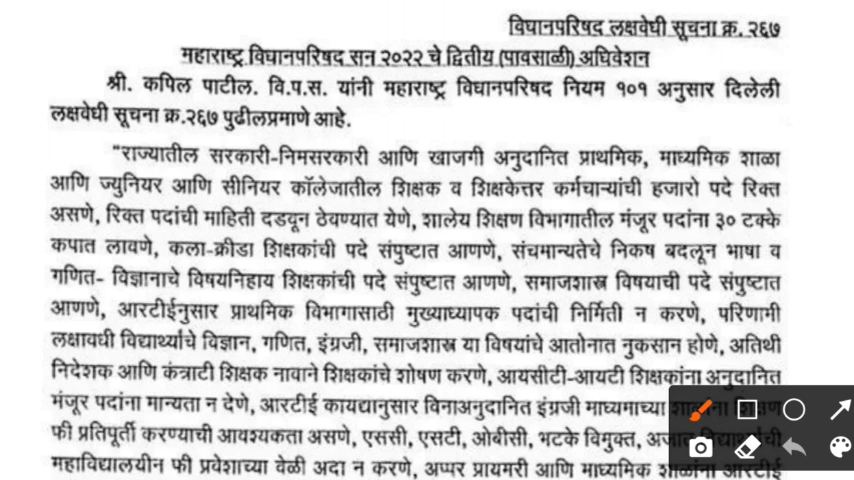 विधानपरिषद लक्षवेधी सूचना क्र. २६७
महाराष्ट्र विधानपरिषद सन २०२२ चे द्वितीय (पावसाळी) अधिवेशन
श्री. कपिल पाटील. वि.प.स. यांनी महाराष्ट्र विधानपरिषद नियम १०१ अनुसार दिलेली
लक्षवेधी सूचना क्र.२६७ पुढीलप्रमाणे आहे.
"राज्यातील सरकारी-निमसरकारी आणि खाजगी अनुदानित प्राथमिक, माध्यमिक शाळा
आणि ज्युनियर आणि सीनियर कॉलेजातील शिक्षक व शिक्षकेत्तर कर्मचाऱ्यांची हजारो पदे रिक्त
असणे, रिक्त पदांची माहिती दडवून ठेवण्यात येणे, शालेय शिक्षण विभागातील मंजूर पदांना ३० टक्के
कपात लावणे, कला-क्रीडा शिक्षकांची पदे संपुष्टात आणणे, संचमान्यतेचे निकष बदलून भाषा व
गणित- विज्ञानाचे विषयनिहाय शिक्षकांची पदे संपुष्टात आणणे, समाजशास्त्र विषयाची पदे संपुष्टात
आणणे, आरटीईनुसार प्राथमिक विभागासाठी मुख्याध्यापक पदांची निर्मिती न करणे, परिणामी
लक्षावधी विद्यार्थ्यांचे विज्ञान, गणित, इंग्रजी, समाजशास्त्र या विषयांचे आतोनात नुकसान होणे, अतिथी
निदेशक आणि कंत्राटी शिक्षक नावाने शिक्षकांचे शोषण करणे, आयसीटी-आयटी शिक्षकांना अनुदानित
मंजूर पदांना मान्यता न देणे, आरटीई कायद्यानुसार विनाअनुदानित इंग्रजी माध्यमाच्या शाळांना शिक्षण
फी प्रतिपूर्ती करण्याची आवश्यकता असणे, एससी, एसटी, ओबीसी, भटके विमुक्त,
महाविद्यालयीन फी प्रवेशाच्या वेळी अदा न करणे, अप्पर प्रायमरी आणि माध्यमिक शाळांना आरटीई